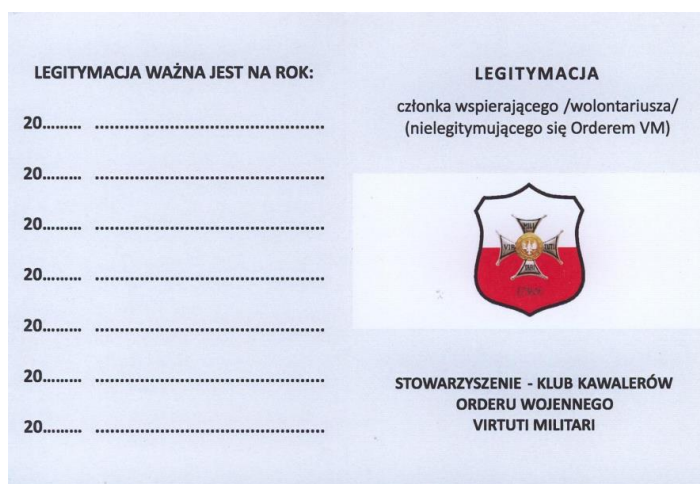 LEGITYMACJA WAŻNA JEST NA ROK:
20......... ..........................................
20......... ..........................................
20......... ..........................................
20......... ..........................................
20......... ..........................................
20......... ..........................................
20......... ..........................................
LEGITYMACJA
członka wspierającego /wolontariusza/
(nielegitymującego się Orderem VM)
STOWARZYSZENIE - KLUB KAWALERÓW
ORDERU WOJENNEGO
VIRTUTI MILITARI